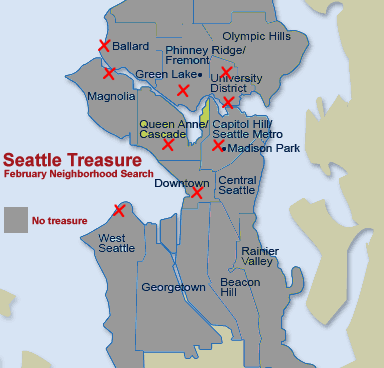 Olympic Hills
Ballard
Phinney Ridge/
Fremont
Green Lake
University
District
Magnolia
Queen Anne/
Cascade
Capitol Hill/
Seattle Metro
Madison Park
Seattle Treasure
February Neighborhood Search
Downtown
Central
Seattle
No treasure
West
Seattle
Rainier
Valley
Georgetown
Beacon
Hill